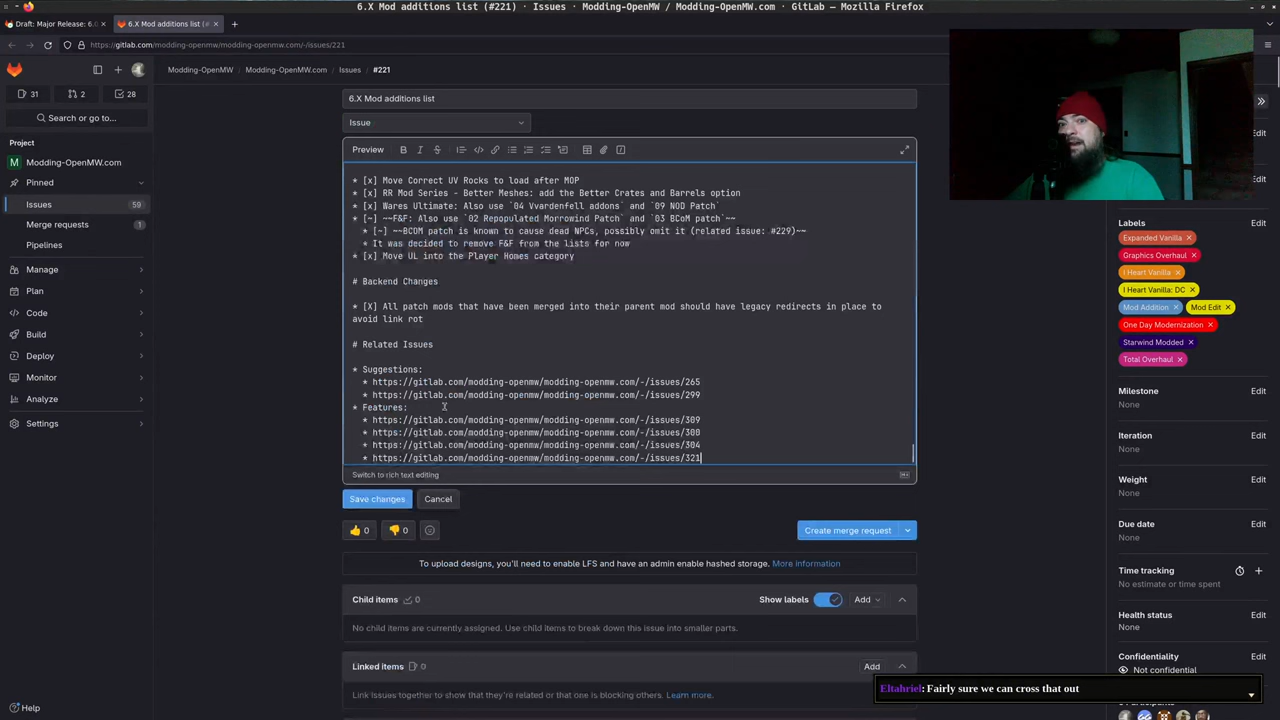 6.X Mod additions list (#221) · Issues · Modding-OpenMW / Modding-OpenMW.com · GitLab — Mozilla Firefox
Draft: Major Release: 6.0
6.X Mod additions list (#
https://gitlab.com/modding-openmw/modding-openmw.com/-/issues/221
31
2
28
Search or go to...
Project
M Modding-OpenMW.com
Pinned
Issues 59
Merge requests 1
Pipelines
Manage
Plan
Code
Build
Deploy
Monitor
Analyze
Settings
Help
Modding-OpenMW
Modding-OpenMW.com
Issues
#221
6.X Mod additions list
Issue
Preview
* [x] Move Correct UV Rocks to load after MOP
* [x] RR Mod Series - Better Meshes: add the Better Crates and Barrels option
* [x] Wares Ultimate: Also use `04 Vvardenfell addons` and `09 NOD Patch`
* [~] ~~F&F: Also use `02 Repopulated Morrowind Patch` and `03 BCoM patch`~~
* [~] ~~BCOM patch is known to cause dead NPCs, possibly omit it (related issue: #229)~~
* It was decided to remove F&F from the lists for now
* [x] Move UL into the Player Homes category
# Backend Changes
* [X] All patch mods that have been merged into their parent mod should have legacy redirects in place to
avoid link rot
# Related Issues
* Suggestions:
* https://gitlab.com/modding-openmw/modding-openmw.com/-/issues/265
* https://gitlab.com/modding-openmw/modding-openmw.com/-/issues/299
* Features:
* https://gitlab.com/modding-openmw/modding-openmw.com/-/issues/309
* https://gitlab.com/modding-openmw/modding-openmw.com/-/issues/300
* https://gitlab.com/modding-openmw/modding-openmw.com/-/issues/304
* https://gitlab.com/modding-openmw/modding-openmw.com/-/issues/321
Switch to rich text editing
Save changes
Cancel
0
0
Create merge request
To upload designs, you'll need to enable LFS and have an admin enable hashed storage. More information
Child items 0
Show labels
Add
No child items are currently assigned. Use child items to break down this issue into smaller parts.
Linked items 0
Add
Link issues together to show that they're related or that one is blocking others. Learn more.
Edit
Edit
Labels Edit
Expanded Vanilla
Graphics Overhaul
I Heart Vanilla
I Heart Vanilla: DC
Mod Addition
Mod Edit
One Day Modernization
Starwind Modded
Total Overhaul
Milestone Edit
None
Iteration Edit
None
Weight Edit
None
Due date Edit
None
Time tracking
No estimate or time spent
Health status Edit
None
Confidentiality Edit
Not confidential
Eltahriel: Fairly sure we can cross that out